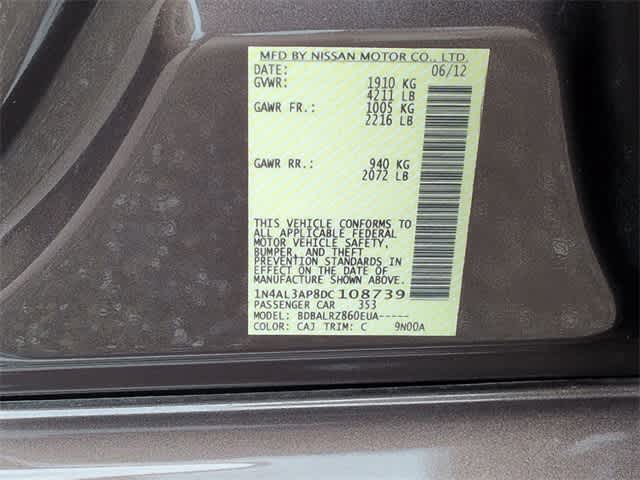 MFD BY NISSAN MOTOR CO., LTD.
DATE: 06/12
GVWR: 1910 KG
4211 LB
GAWR FR.: 1005 KG
2216 LB
GAWR RR.: 940 KG
2072 LB
THIS VEHICLE CONFORMS TO
ALL APPLICABLE FEDERAL
MOTOR VEHICLE SAFETY,
BUMPER, AND THEFT
PREVENTION STANDARDS IN
EFFECT ON THE DATE OF
MANUFACTURE SHOWN ABOVE.
1N4AL3AP8DC108739
PASSENGER CAR 353
MODEL: BDBALRZ860EUA-----
COLOR: CAJ TRIM: C 9N00A